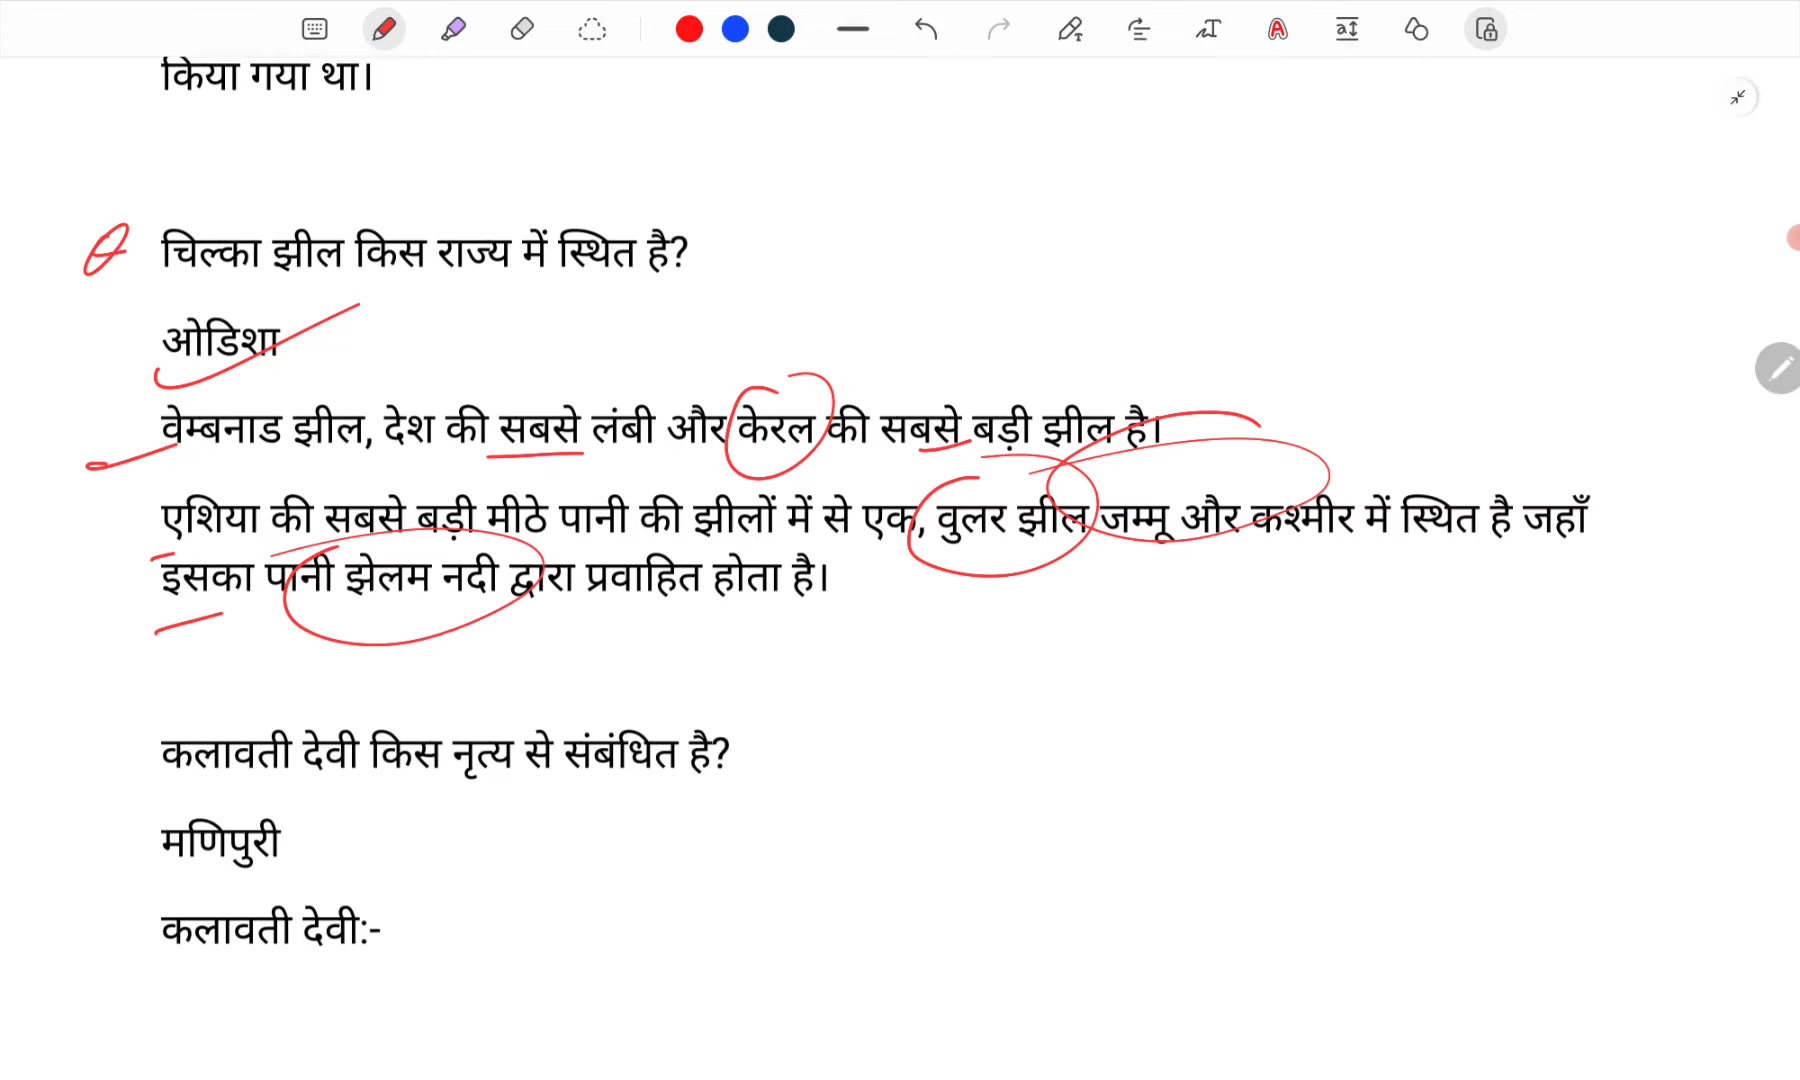 किया गया था।
चिल्का झील किस राज्य में स्थित है?
ओडिशा
वेम्बनाड झील, देश की सबसे लंबी और केरल की सबसे बड़ी झील है।
एशिया की सबसे बड़ी मीठे पानी की झीलों में से एक, वुलर झील जम्मू और कश्मीर में स्थित है जहाँ
इसका पानी झेलम नदी द्वारा प्रवाहित होता है।
कलावती देवी किस नृत्य से संबंधित है?
मणिपुरी
कलावती देवी:-